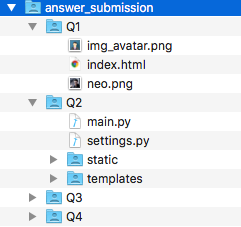 answer_submission
Q1
img_avatar.png
index.html
neo.png
Q2
main.py
settings.py
static
templates
Q3
Q4